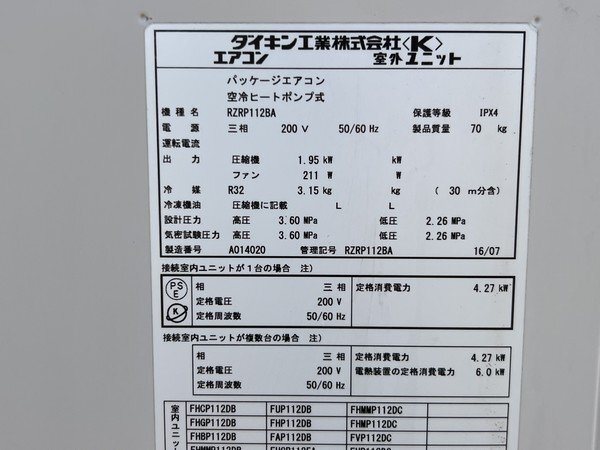 ダイキン工業株式会社〈K〉
エアコン 室外ユニット
パッケージエアコン
空冷ヒートポンプ式
機種名 RZRP112BA 保護等級 IPX4
電源 三相 200 V 50/60 Hz 製品質量 70 kg
運転電流
出力 圧縮機 1.95 kW kW
ファン 211 W W
冷媒 R32 3.15 kg kg ( 30 m分含)
冷凍機油 圧縮機に記載 L L
設計圧力 高圧 3.60 MPa 低圧 2.26 MPa
気密試験圧力 高圧 3.60 MPa 低圧 2.26 MPa
製造番号 A014020 管理記号 RZRP112BA 16/07
接続室内ユニットが1台の場合 注)
PS E
K
相 三相 定格消費電力 4.27 kW
定格電圧 200 V
定格周波数 50/60 Hz
接続室内ユニットが複数台の場合 注)
相 三相 定格消費電力 4.27 kW
定格電圧 200 V 電熱装置の定格消費電力 6.0 kW
定格周波数 50/60 Hz
室内ユニット
FHCP112DB FUP112DB FHMMP112DC
FHGP112DB FHP112DB FHMP112DC
FHBP112DB FAP112DB FVP112DC